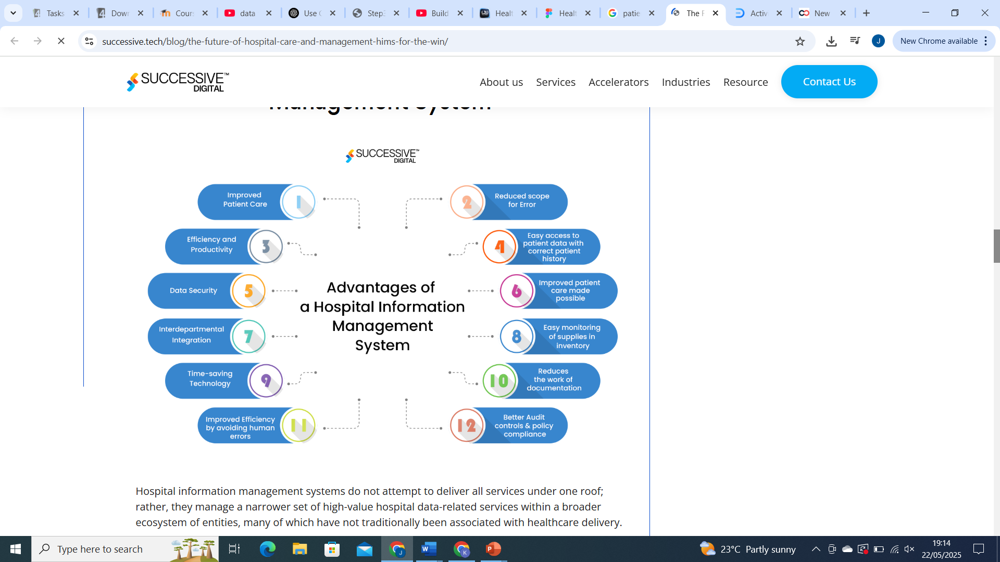 Tasks
Dow
Cour
data
Use
Step
Build
Healt
Healt
patie
The F
Activ
New
successive.tech/blog/the-future-of-hospital-care-and-management-hims-for-the-win/
J
New Chrome available
SUCCESSIVE™
DIGITAL
About us
Services
Accelerators
Industries
Resource
Contact Us
Management System
SUCCESSIVE™
DIGITAL
Improved
Patient Care
1
2
Reduced scope
for Error
Efficiency and
Productivity
3
4
Easy access to
patient data with
correct patient
history
Data Security
5
6
Improved patient
care made
possible
Advantages of
a Hospital Information
Management
System
Interdepartmental
Integration
7
8
Easy monitoring
of supplies in
inventory
Time-saving
Technology
9
10
Reduces
the work of
documentation
Improved Efficiency
by avoiding human
errors
11
12
Better Audit
controls & policy
compliance
Hospital information management systems do not attempt to deliver all services under one roof;
rather, they manage a narrower set of high-value hospital data-related services within a broader
ecosystem of entities, many of which have not traditionally been associated with healthcare delivery.
Type here to search
23°C Partly sunny
19:14
22/05/2025